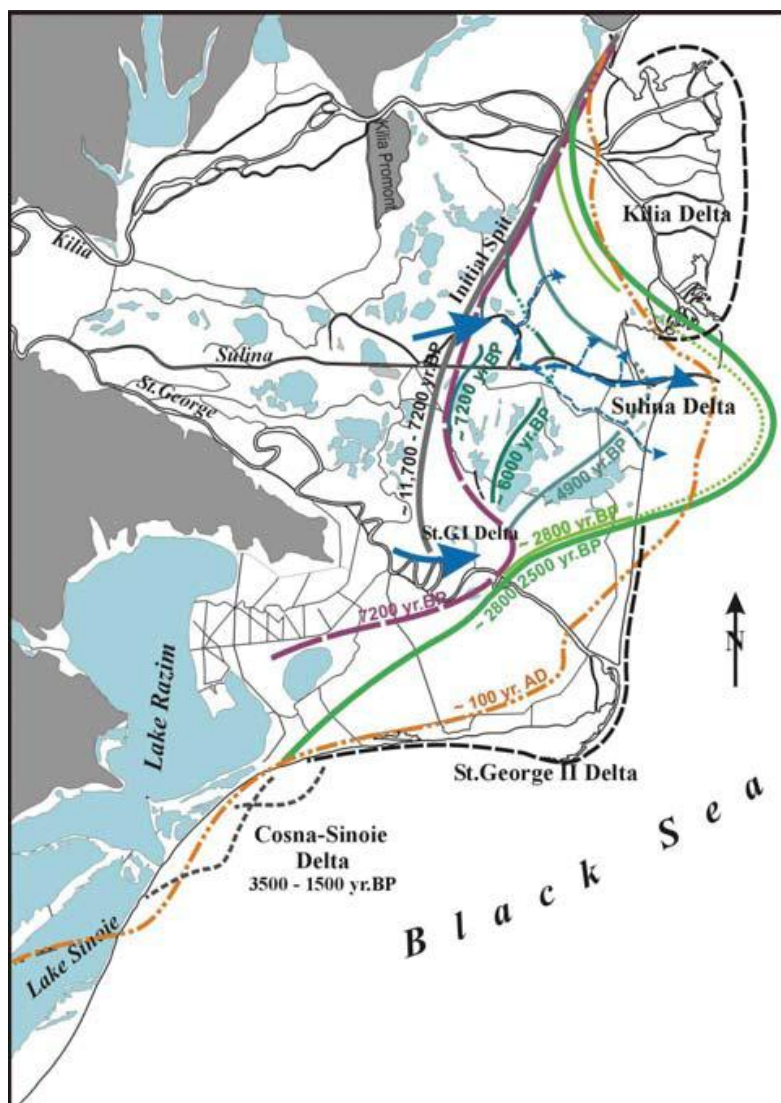 Kilia Promont.
Kilia
Initial Spit
Kilia Delta
~ 11,700 - 7200 yr.BP
Sulina
~ 7200 yr.BP
Sulina Delta
St.George
~ 6000 yr.BP
~ 4900 yr.BP
St.G.I Delta
~ 2800 yr.BP
~ 2800/2500 yr.BP
7200 yr.BP
N
Lake Razim
~ 100 yr. AD
St.George II Delta
Cosna-Sinoie
Delta
3500 - 1500 yr.BP
Black Sea
Lake Sinoie